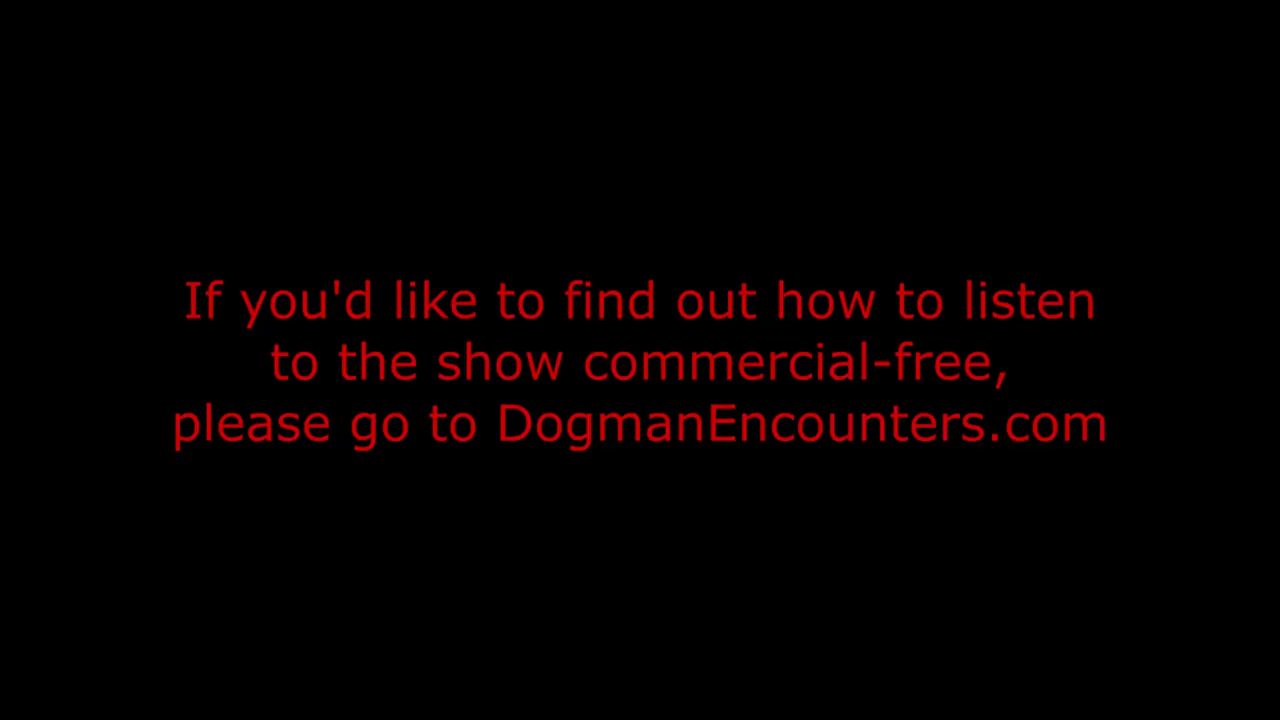 If you'd like to find out how to listen
to the show commercial-free,
please go to DogmanEncounters.com